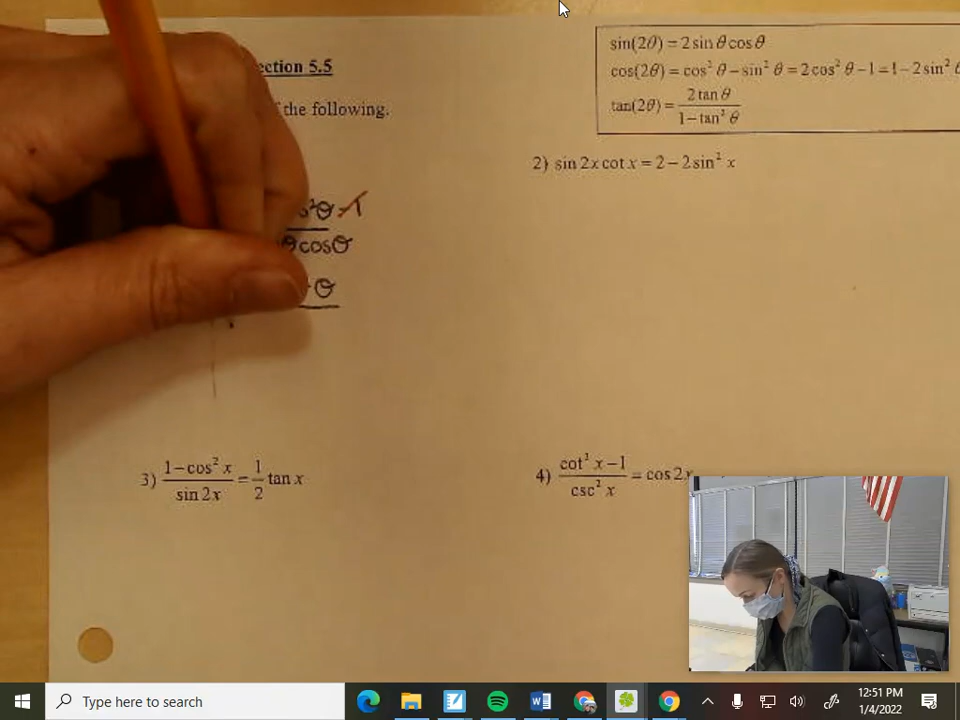 ection 5.5
the following.
sin(2θ) = 2 sin θ cos θ
cos(2θ) = cos² θ − sin² θ = 2 cos² θ − 1 = 1 − 2 sin² θ
tan(2θ) = 2 tan θ / 1 − tan² θ
s²θ − 1
θ cosθ
θ
2) sin 2x cot x = 2 − 2 sin² x
3) 1 − cos² x / sin 2x = 1/2 tan x
4) cot² x − 1 / csc² x = cos 2x
Type here to search
12:51 PM
1/4/2022